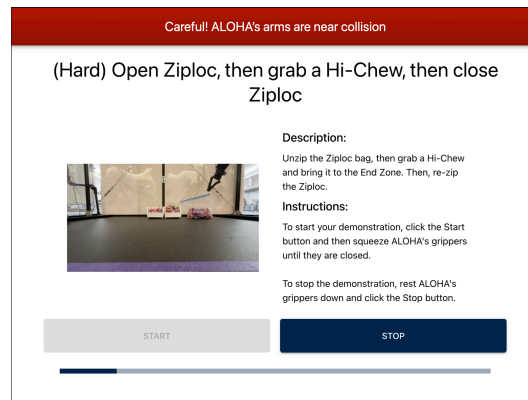 Careful! ALOHA's arms are near collision
(Hard) Open Ziploc, then grab a Hi-Chew, then close
Ziploc
Description:
Unzip the Ziploc bag, then grab a Hi-Chew
and bring it to the End Zone. Then, re-zip
the Ziploc.
Instructions:
To start your demonstration, click the Start
button and then squeeze ALOHA's grippers
until they are closed.
To stop the demonstration, rest ALOHA's
grippers down and click the Stop button.
START
STOP